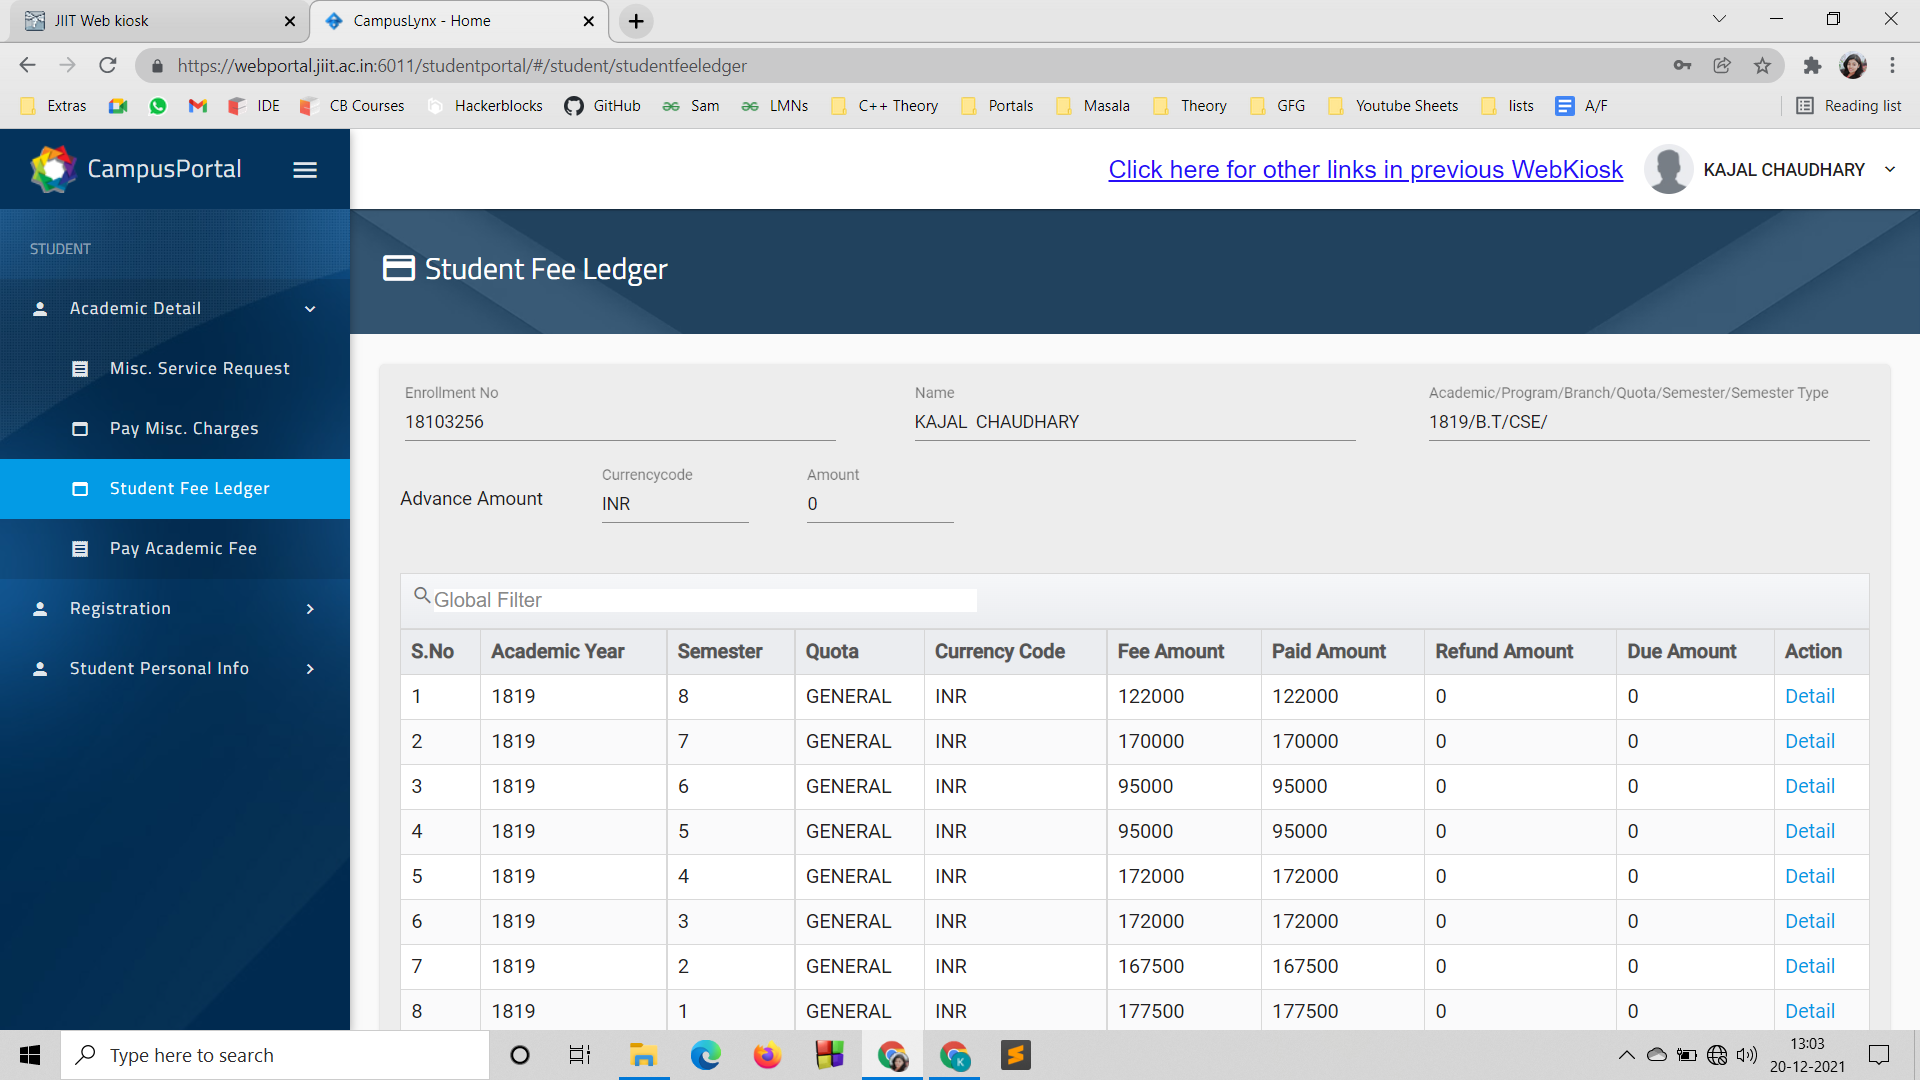 JIIT Web kiosk
CampusLynx - Home
https://webportal.jiit.ac.in:6011/studentportal/#/student/studentfeeledger
Extras IDE CB Courses Hackerblocks GitHub Sam LMNs C++ Theory Portals Masala Theory GFG Youtube Sheets lists A/F Reading list
CampusPortal
Click here for other links in previous WebKiosk
KAJAL CHAUDHARY
STUDENT
Academic Detail
Misc. Service Request
Pay Misc. Charges
Student Fee Ledger
Pay Academic Fee
Registration
Student Personal Info
Student Fee Ledger
Enrollment No
18103256
Name
KAJAL  CHAUDHARY
Academic/Program/Branch/Quota/Semester/Semester Type
1819/B.T/CSE/
Advance Amount
Currencycode
INR
Amount
0
Global Filter
S.No Academic Year Semester Quota Currency Code Fee Amount Paid Amount Refund Amount Due Amount Action
1 1819 8 GENERAL INR 122000 122000 0 0 Detail
2 1819 7 GENERAL INR 170000 170000 0 0 Detail
3 1819 6 GENERAL INR 95000 95000 0 0 Detail
4 1819 5 GENERAL INR 95000 95000 0 0 Detail
5 1819 4 GENERAL INR 172000 172000 0 0 Detail
6 1819 3 GENERAL INR 172000 172000 0 0 Detail
7 1819 2 GENERAL INR 167500 167500 0 0 Detail
8 1819 1 GENERAL INR 177500 177500 0 0 Detail
Type here to search
K
13:03
20-12-2021